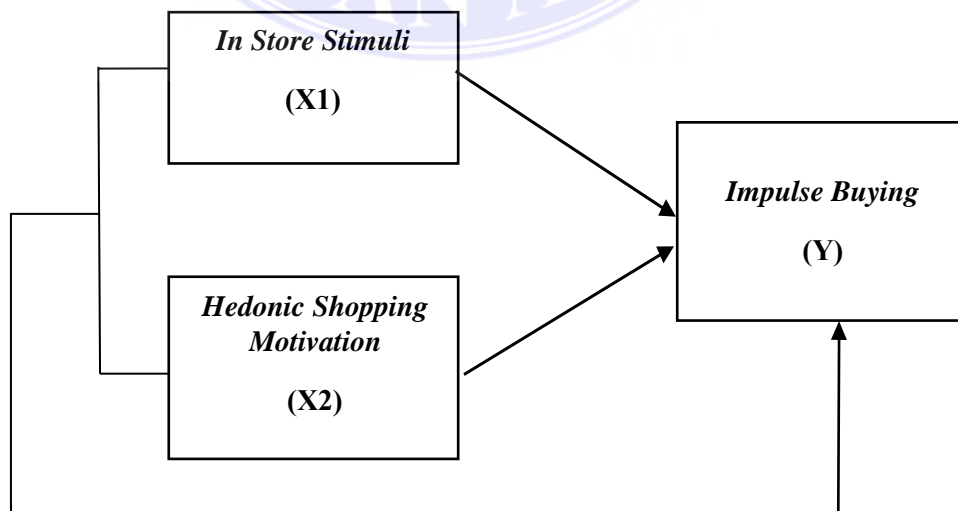 In Store Stimuli
(X1)
Hedonic Shopping
Motivation
(X2)
Impulse Buying
(Y)